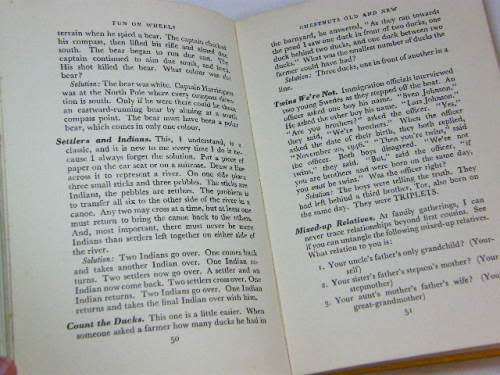 FUN ON WHEELS
terrain when he spied a bear. The captain checked
his compass, then lifted his rifle and aimed due
south. The bear began to run. The
captain continued to aim due south, and fired.
His shot killed the bear. What colour was the
bear?
Solution: The bear was white. Captain Harrington
was at the North Pole where every compass direc-
tion is south. Only if he were there could he down
an eastward-running bear by aiming at a south
compass point. The bear must have been a polar
bear, which comes in only one colour.
Settlers and Indians. This, I understand, is a
classic, and it is new to me every time I do it be-
cause I always forget the solution. Put a piece of
paper on the car seat or on a suitcase. Draw a line
across it to represent a river. On one side place
three small sticks and three pebbles. The sticks are
Indians, the pebbles are settlers. The problem is
to transfer all six to the other side of the river in a
canoe. Any two may cross at a time, but at least one
must return to bring the canoe back to the others.
And, most important, there must never be more
Indians than settlers left together on either side of
the river.
Solution: Two Indians go over. One comes back
and takes another Indian over. One Indian re-
turns. Two settlers now go over. A settler and an
Indian now come back. Two settlers cross over. One
Indian returns. Two Indians go over. One Indian
returns and takes the final Indian over with him.
Count the Ducks. This one is a little easier. When
someone asked a farmer how many ducks he had in
50
CHESTNUTS OLD AND NEW
the barnyard, he answered, "As they ran towards
the pond I saw one duck in front of two ducks, one
duck behind two ducks, and one duck between two
ducks." What was the smallest number of ducks the
farmer could have had?
Solution: Three ducks, one in front of another in a
line.
Twins We're Not. Immigration officials interviewed
two young Swedes as they stepped off the boat. An
officer asked one boy his name. "Sven Johnson."
He asked the other boy his name. "Lars Johnson."
"Are you brothers?" asked the officer. "Yes,"
they said. "We're brothers." When the officer
asked the date of their birth, they both replied,
"November 20, 1946." "Then you're twins," said
the officer. Both boys disagreed. "We're not
twins," they said. "But," said the officer, "if
you are brothers and were born on the same day,
you must be twins." Was the officer right?
Solution: The boys were telling the truth. They
had left behind a third brother, Tor, also born on
the same day. They were TRIPLETS.
Mixed-up Relatives. At family gatherings, I can
never trace relationships beyond first cousins. See
if you can untangle the following mixed-up relatives.
What relation to you is:
1. Your uncle's father's only grandchild? (Your-
self)
2. Your sister's father's stepson's mother? (Your
stepmother)
3. Your aunt's mother's father's wife? (Your
great-grandmother)
51